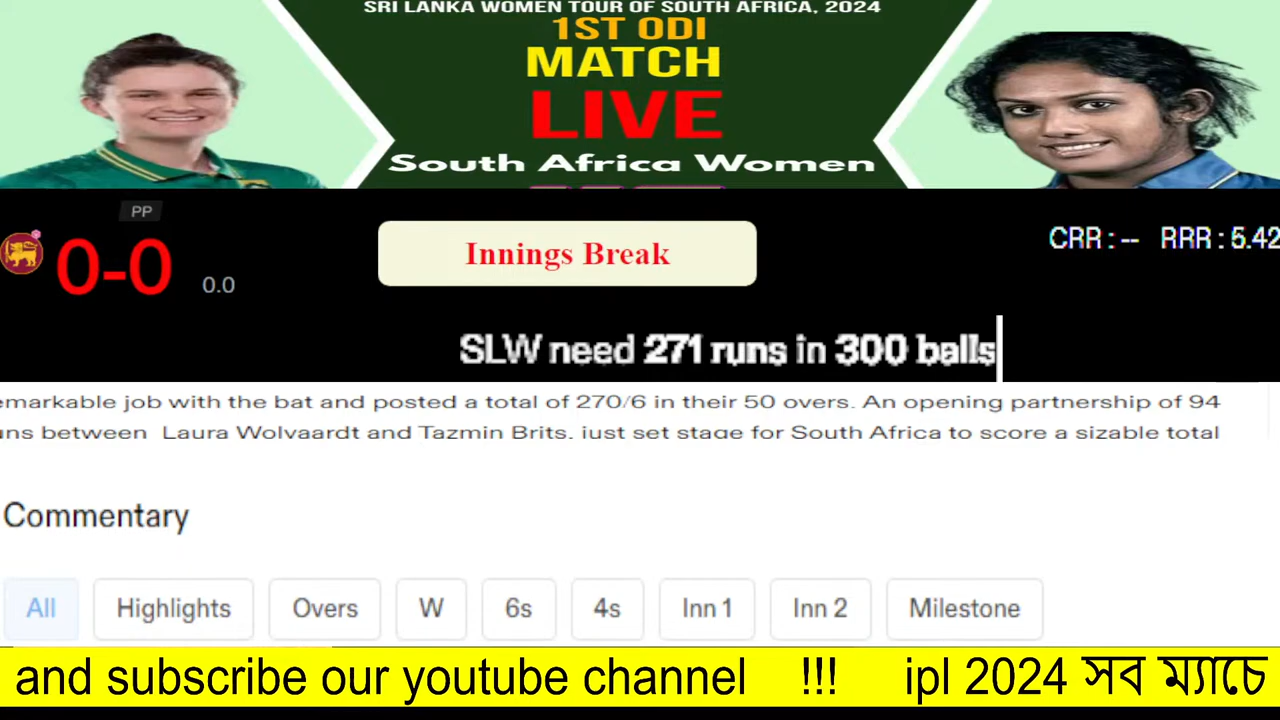 SRI LANKA WOMEN TOUR OF SOUTH AFRICA, 2024
1ST ODI
MATCH
LIVE
South Africa Women
PP
0-0
0.0
Innings Break
CRR : -- RRR : 5.42
SLW need 271 runs in 300 balls
emarkable job with the bat and posted a total of 270/6 in their 50 overs. An opening partnership of 94
uns between Laura Wolvaardt and Tazmin Brits, just set stage for South Africa to score a sizable total
Commentary
All Highlights Overs W 6s 4s Inn 1 Inn 2 Milestone
and subscribe our youtube channel !!! ipl 2024 সব ম্যাচে